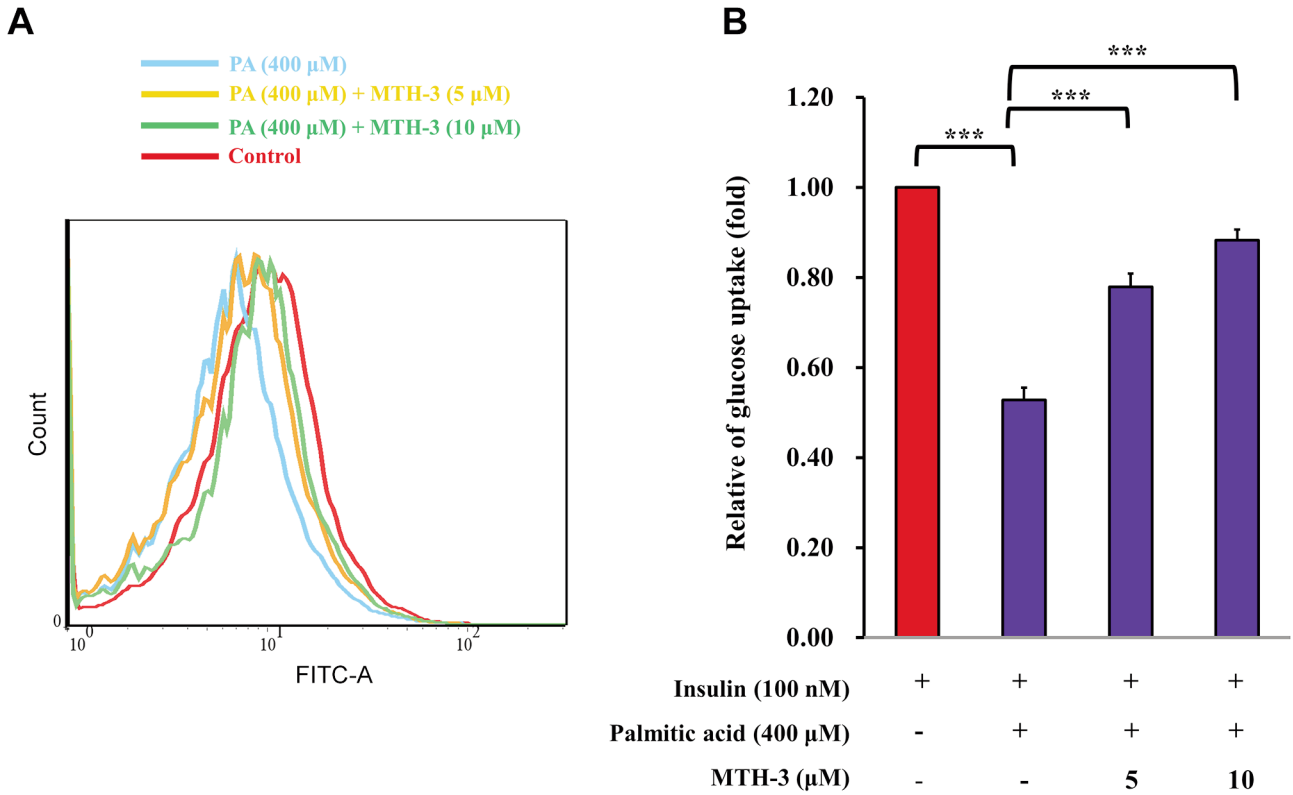 A
PA (400 µM)
PA (400 µM) + MTH-3 (5 µM)
PA (400 µM) + MTH-3 (10 µM)
Control
Count
0
10^0 10^1 10^2
FITC-A
B
***
***
***
Relative of glucose uptake (fold)
1.20
1.00
0.80
0.60
0.40
0.20
0.00
Insulin (100 nM) + + + +
Palmitic acid (400 µM) - + + +
MTH-3 (µM) - - 5 10